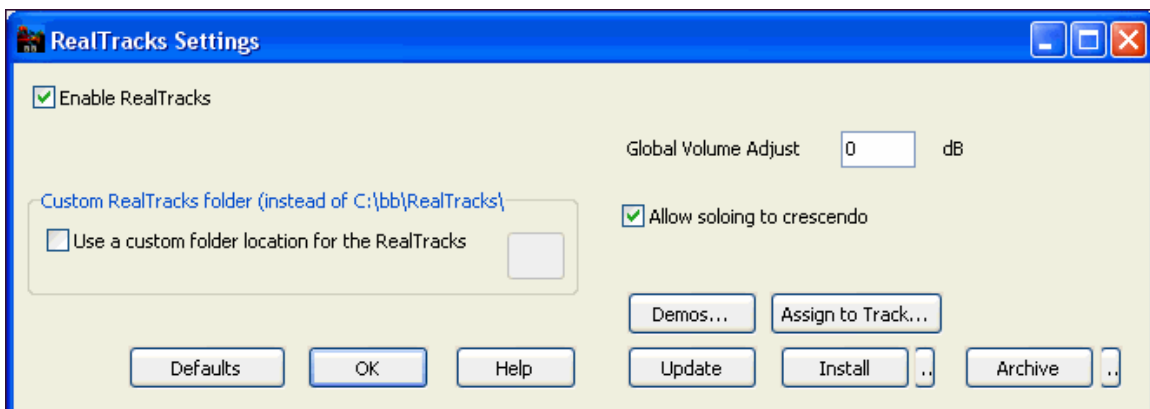 RealTracks Settings
Enable RealTracks
Global Volume Adjust 0 dB
Custom RealTracks folder (instead of C:\bb\RealTracks\
Allow soloing to crescendo
Use a custom folder location for the RealTracks
Demos... Assign to Track...
Defaults OK Help Update Install .. Archive ..